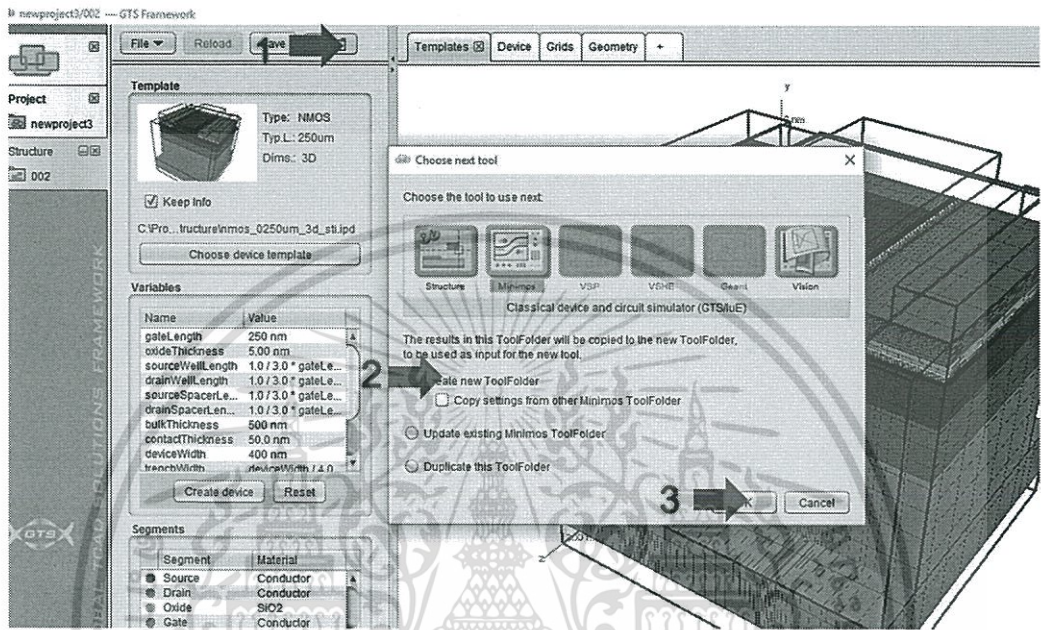 newproject3/002 ---- GTS Framework
File Reload
1
Templates Device Grids Geometry +
Project
newproject3
Structure
002
Template
Type: NMOS
Typ.L.: 250um
Dims.: 3D
Keep Info
C:\Pro...tructure\nmos_0250um_3d_sti.ipd
Choose device template
Variables
Name Value
gateLength 250 nm
oxideThickness 5.00 nm
sourceWellLength 1.0 / 3.0 * gateLe...
drainWellLength 1.0 / 3.0 * gateLe...
sourceSpacerLe... 1.0 / 3.0 * gateLe...
drainSpacerLen... 1.0 / 3.0 * gateLe...
bulkThickness 500 nm
contactThickness 50.0 nm
deviceWidth 400 nm
trenchWidth deviceWidth / 4.0
Create device Reset
Segments
Segment Material
Source Conductor
Drain Conductor
Oxide SiO2
Gate Conductor
y
z
Choose next tool
Choose the tool to use next:
Structure Minimos VSP VSHE Geant Vision
Classical device and circuit simulator (GTS/IuE)
The results in this ToolFolder will be copied to the new ToolFolder,
to be used as input for the new tool.
2
eate new ToolFolder
Copy settings from other Minimos ToolFolder
Update existing Minimos ToolFolder
Duplicate this ToolFolder
3
Cancel
GTS